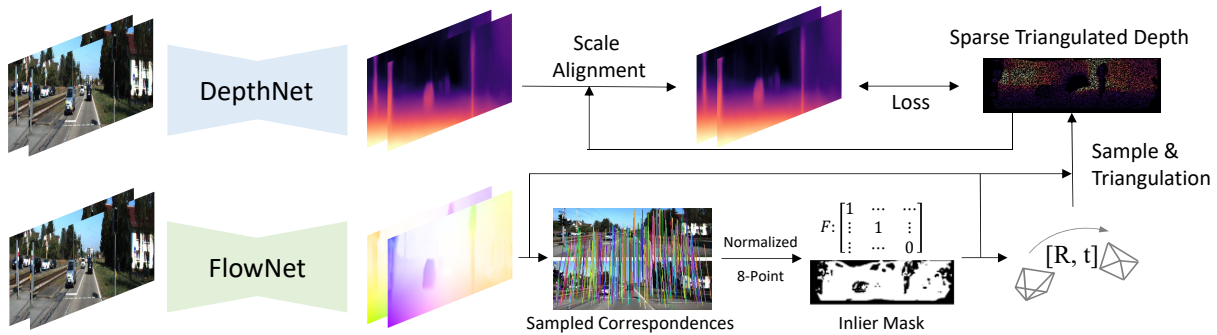 DepthNet
Scale
Alignment
Loss
Sparse Triangulated Depth
Sample &
Triangulation
FlowNet
Sampled Correspondences
Normalized
8-Point
F: [1 ⋯ ⋯
⋮ 1 ⋮
⋮ ⋯ 0]
Inlier Mask
[R, t]